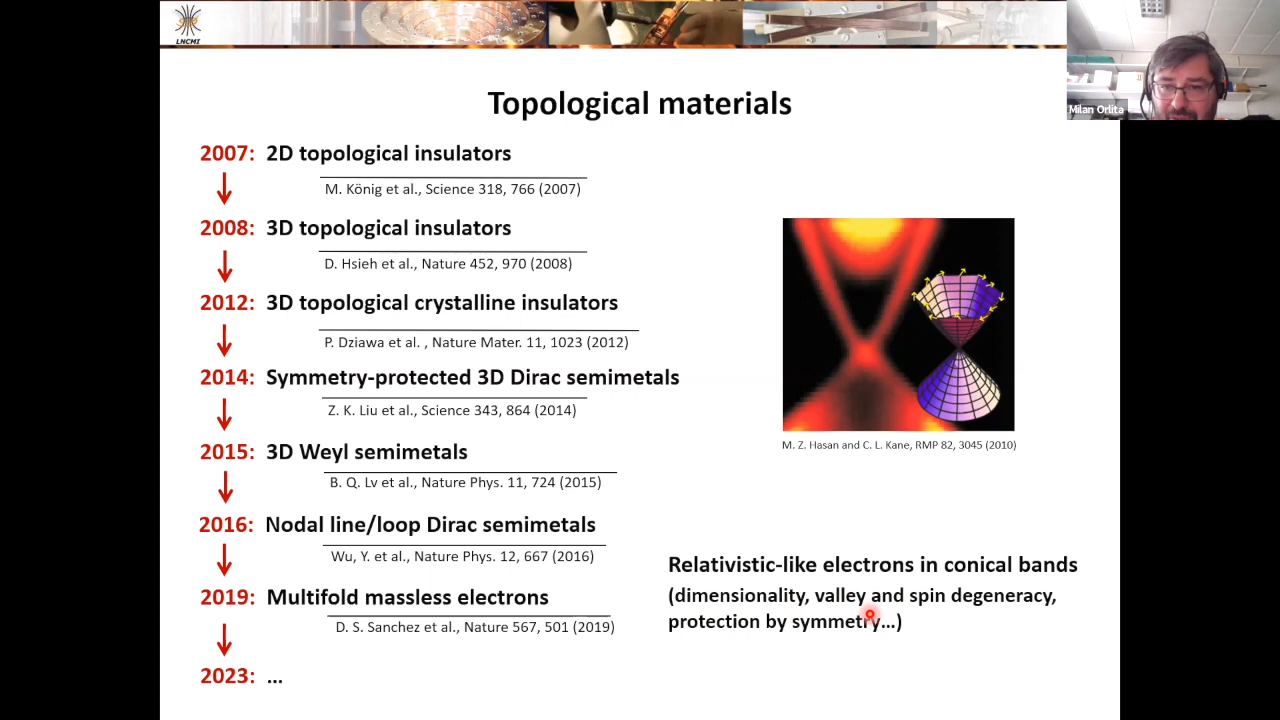 LNCMI
Milan Orlita
Topological materials
2007: 2D topological insulators
M. König et al., Science 318, 766 (2007)
2008: 3D topological insulators
D. Hsieh et al., Nature 452, 970 (2008)
2012: 3D topological crystalline insulators
P. Dziawa et al. , Nature Mater. 11, 1023 (2012)
2014: Symmetry-protected 3D Dirac semimetals
Z. K. Liu et al., Science 343, 864 (2014)
2015: 3D Weyl semimetals
B. Q. Lv et al., Nature Phys. 11, 724 (2015)
2016: Nodal line/loop Dirac semimetals
Wu, Y. et al., Nature Phys. 12, 667 (2016)
2019: Multifold massless electrons
D. S. Sanchez et al., Nature 567, 501 (2019)
2023: ...
M. Z. Hasan and C. L. Kane, RMP 82, 3045 (2010)
Relativistic-like electrons in conical bands
(dimensionality, valley and spin degeneracy,
protection by symmetry...)